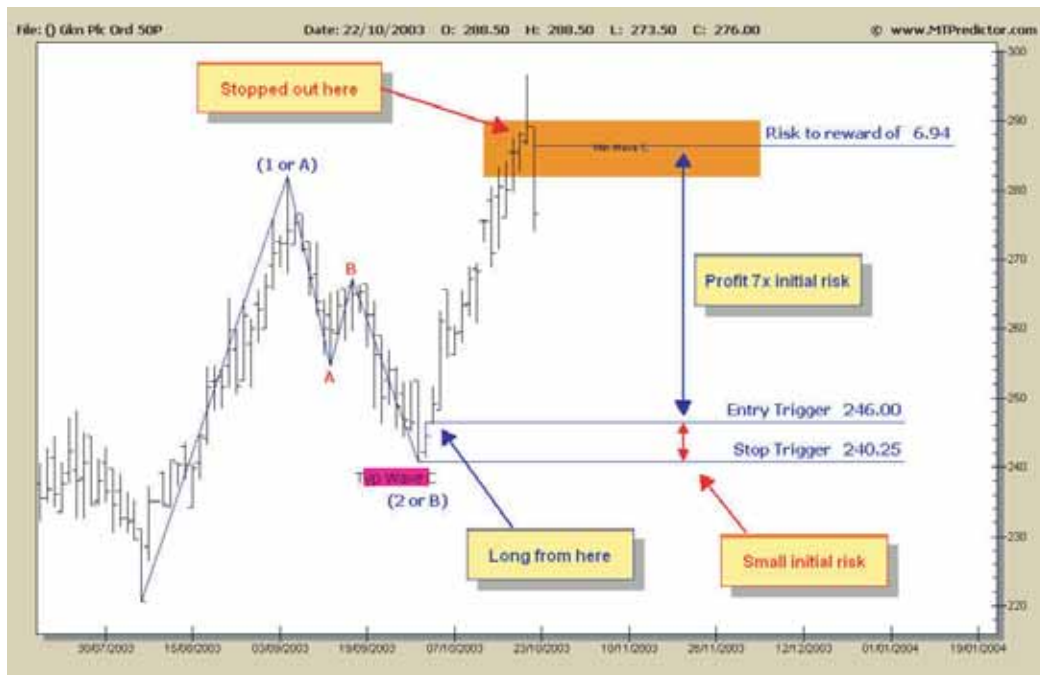 File: () Gkn Plc Ord 50P Date: 22/10/2003 O: 288.50 H: 288.50 L: 273.50 C: 276.00 © www.MTPredictor.com
300
Stopped out here
290
Risk to reward of 6.94
Wave C
(1 or A)
280
270
B
Profit 7x initial risk
260
A
250
Entry Trigger 246.00
Stop Trigger 240.25
240
Typ Wave C
(2 or B)
Long from here
Small initial risk
230
220
30/07/2003 15/08/2003 03/09/2003 19/09/2003 07/10/2003 23/10/2003 10/11/2003 26/11/2003 12/12/2003 01/01/2004 19/01/2004